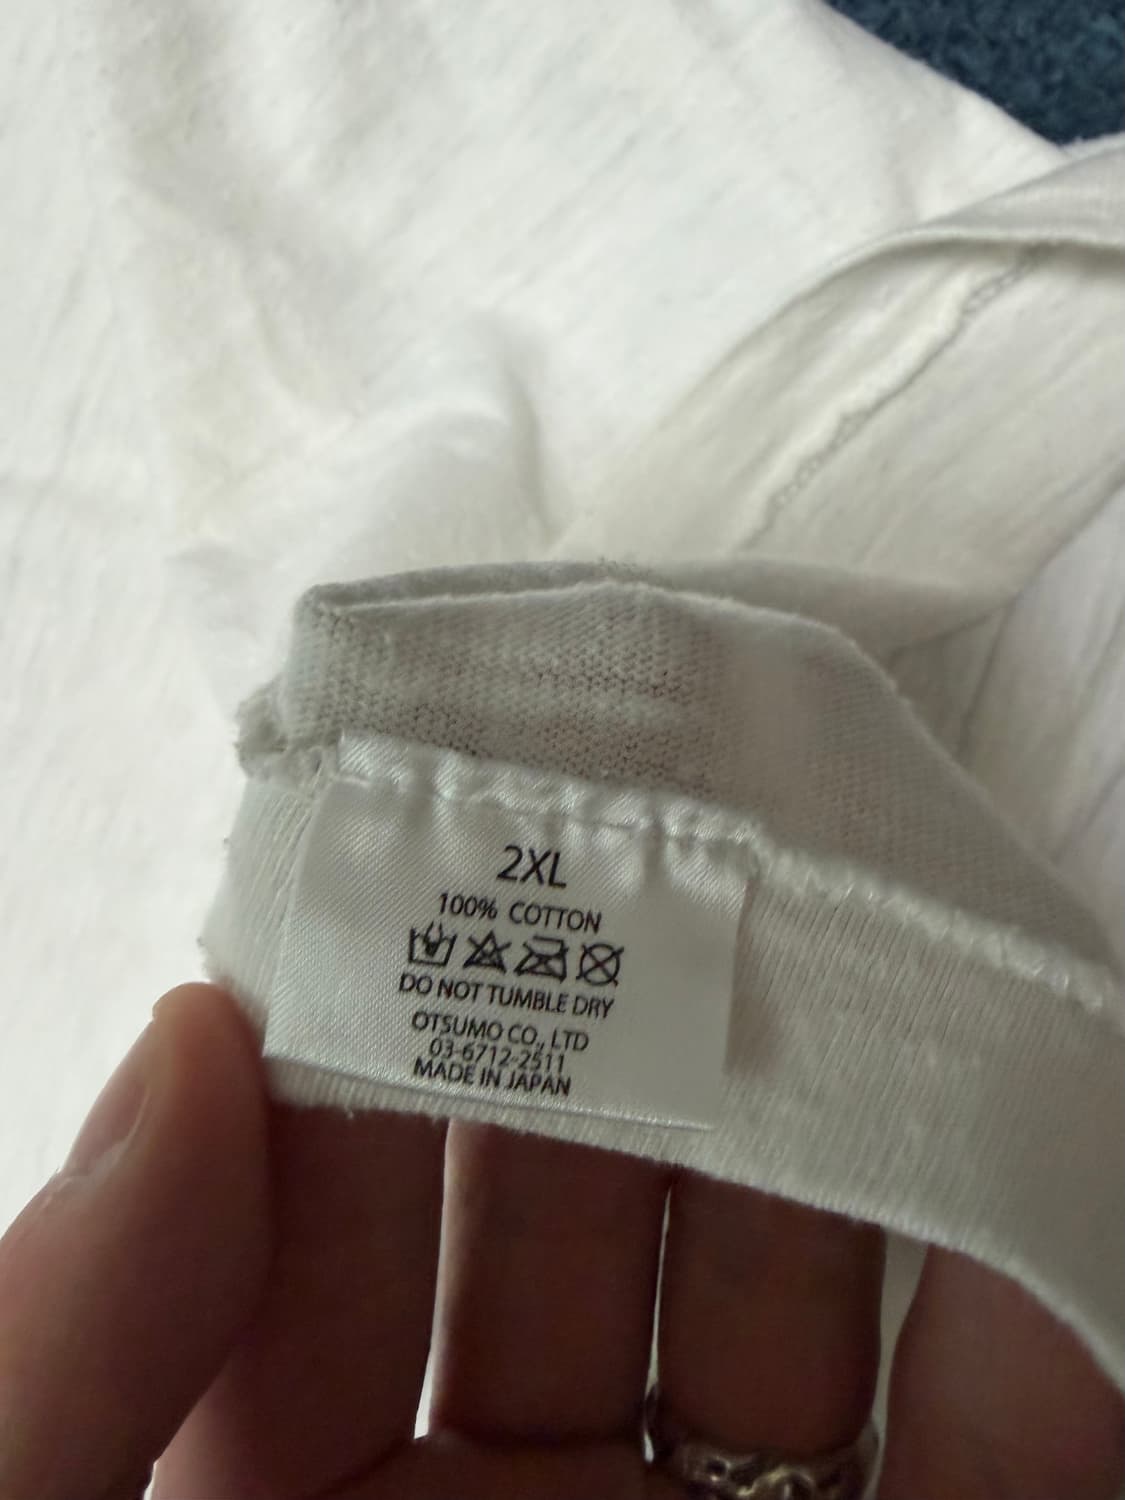 2XL
100% COTTON
DO NOT TUMBLE DRY
OTSUMO CO., LTD
03-6712-2511
MADE IN JAPAN